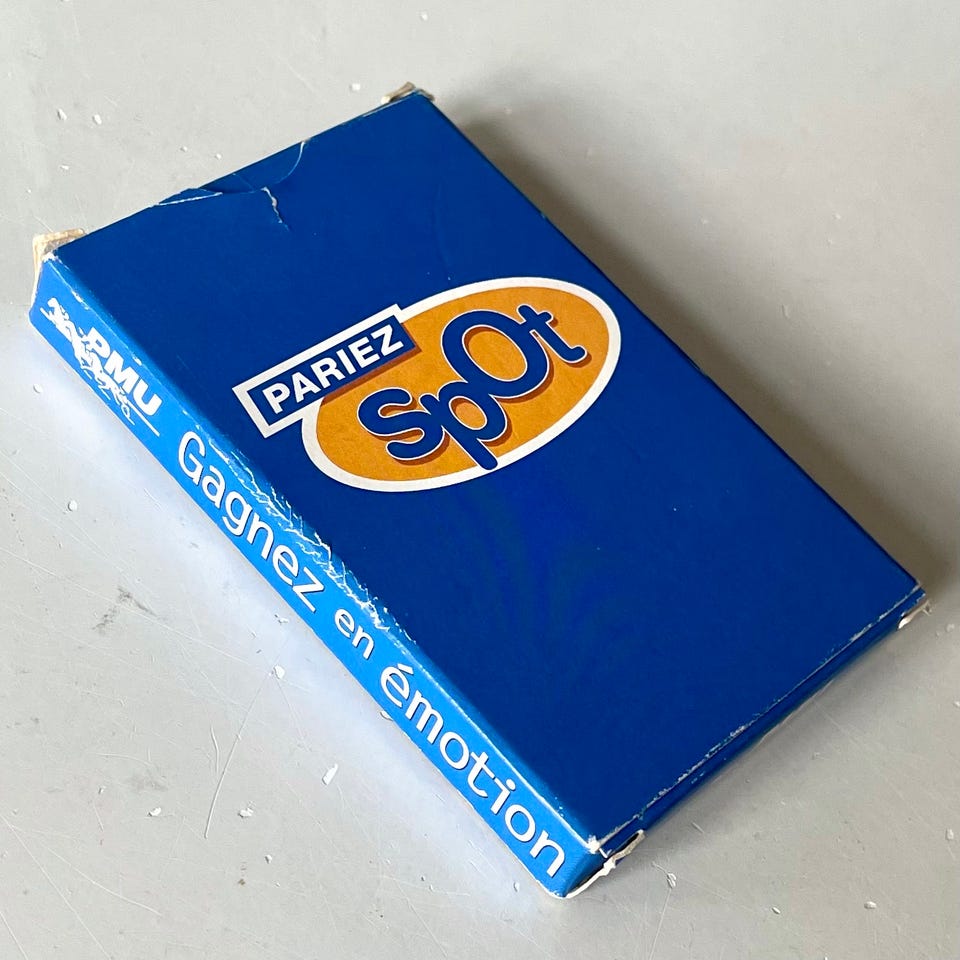 PARIEZ
spOt
PMU
Gagnez en émotion